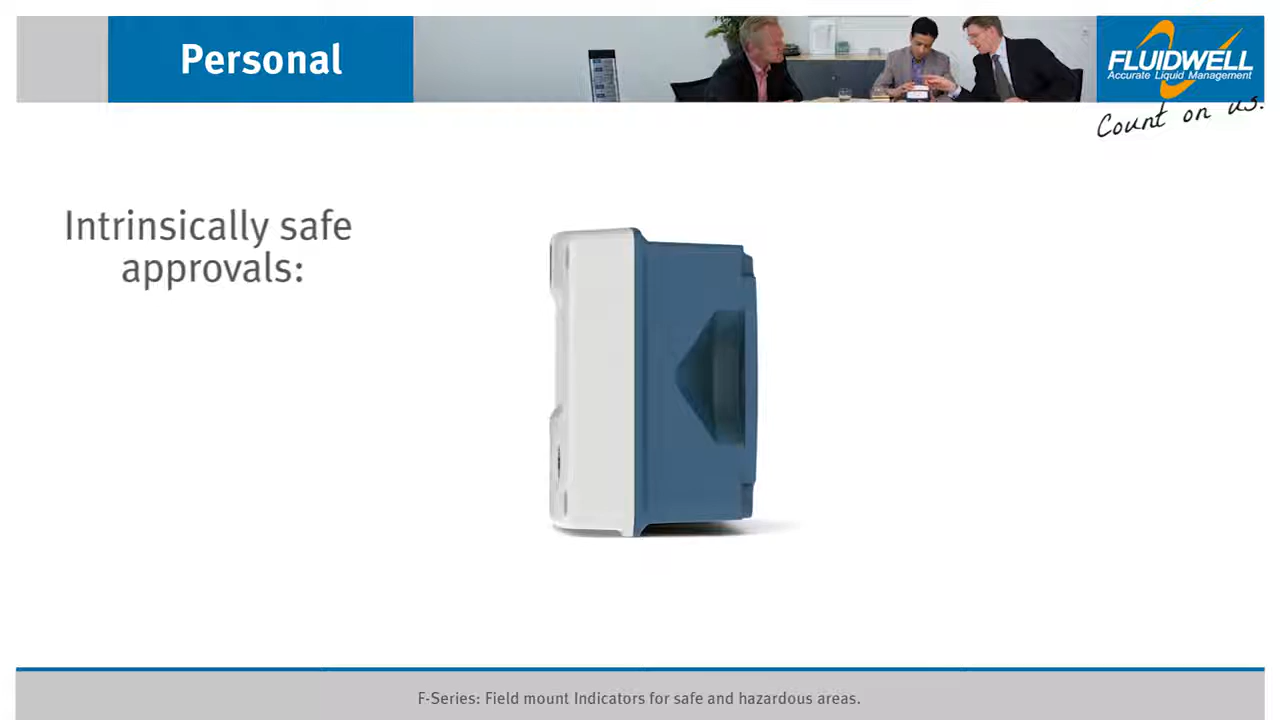 Personal
FLUIDWELL
Accurate Liquid Management
Count on us.
Intrinsically safe
approvals:
F-Series: Field mount Indicators for safe and hazardous areas.